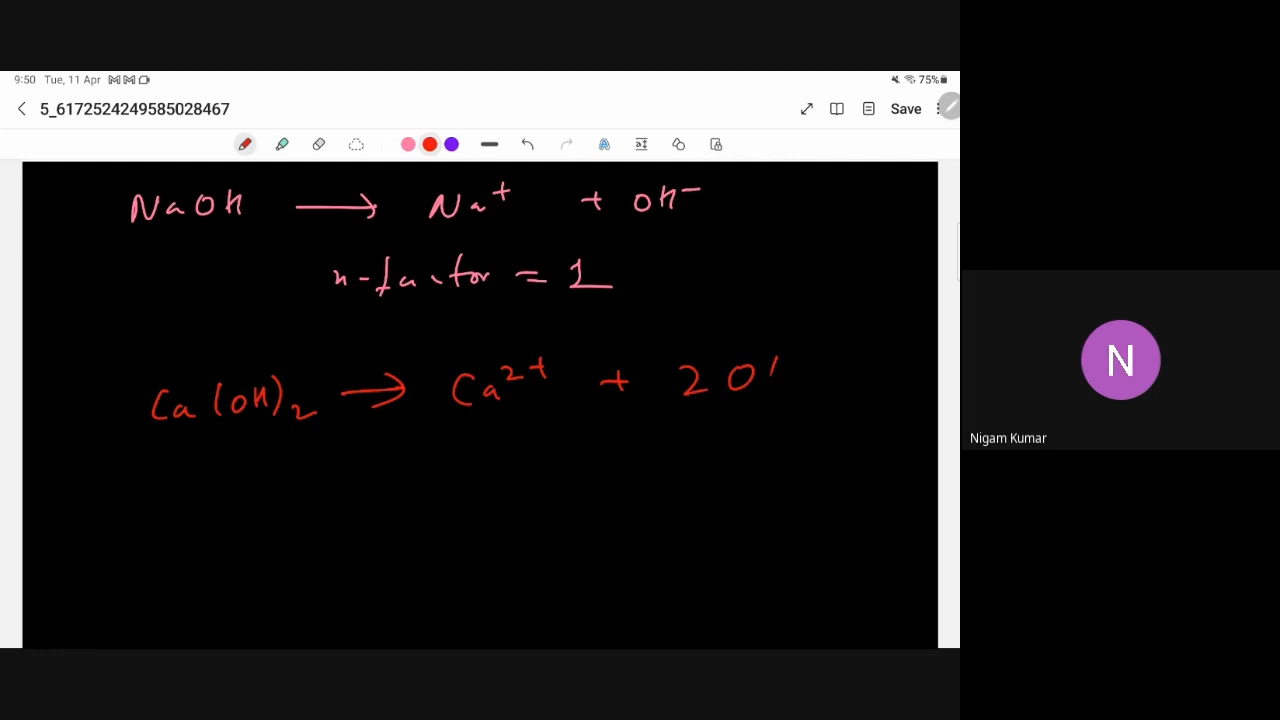 9:50 Tue, 11 Apr 75%
5_6172524249585028467
Save
NaOH ⟶ Na⁺ + OH⁻
n-factor = 1
Ca(OH)₂ → Ca²⁺ + 2 O
N
Nigam Kumar